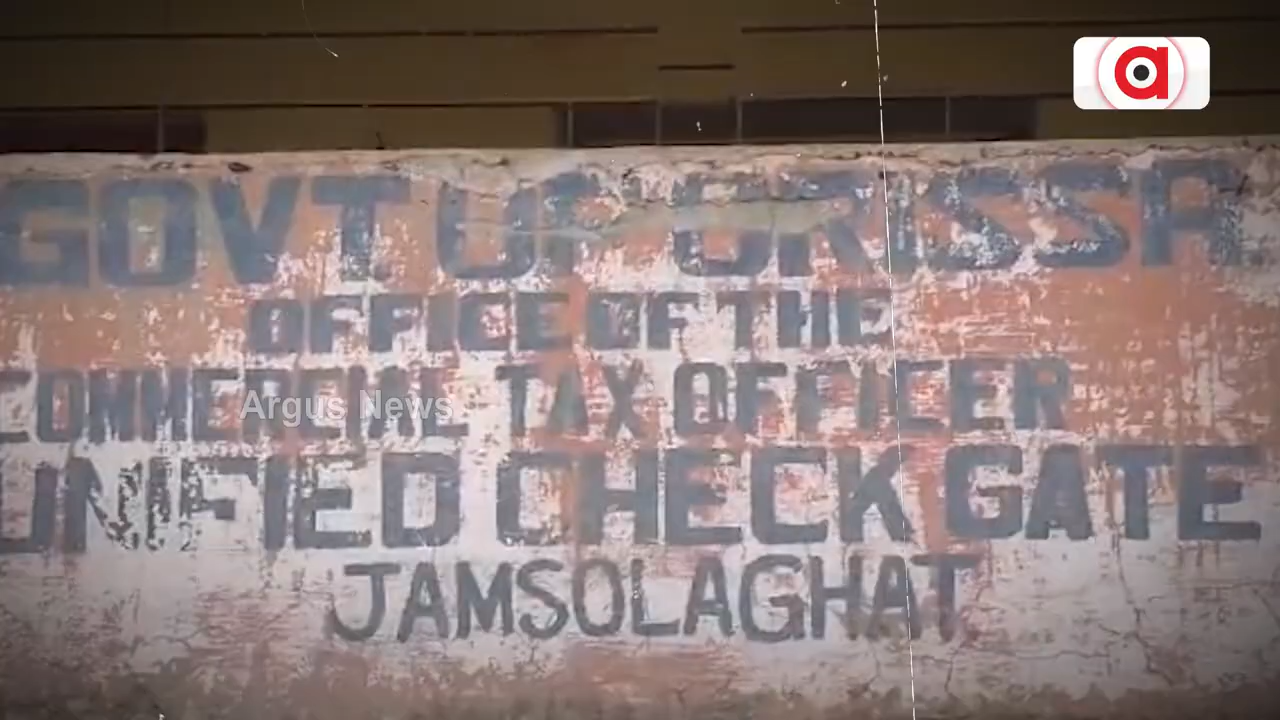 GOVT OF ORISSA
OFFICE OF THE
COMMERCIAL TAX OFFICER
Argus News
UNIFIED CHECK GATE
JAMSOLAGHAT
a